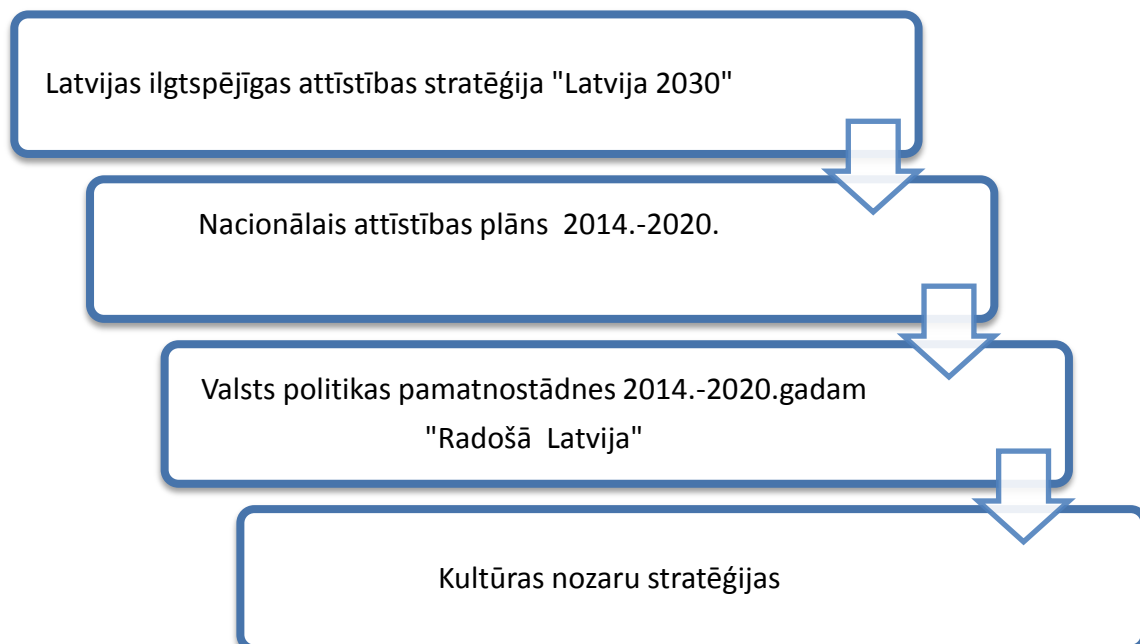 Latvijas ilgtspējīgas attīstības stratēģija "Latvija 2030"
Nacionālais attīstības plāns 2014.-2020.
Valsts politikas pamatnostādnes 2014.-2020.gadam
"Radošā Latvija"
Kultūras nozaru stratēģijas